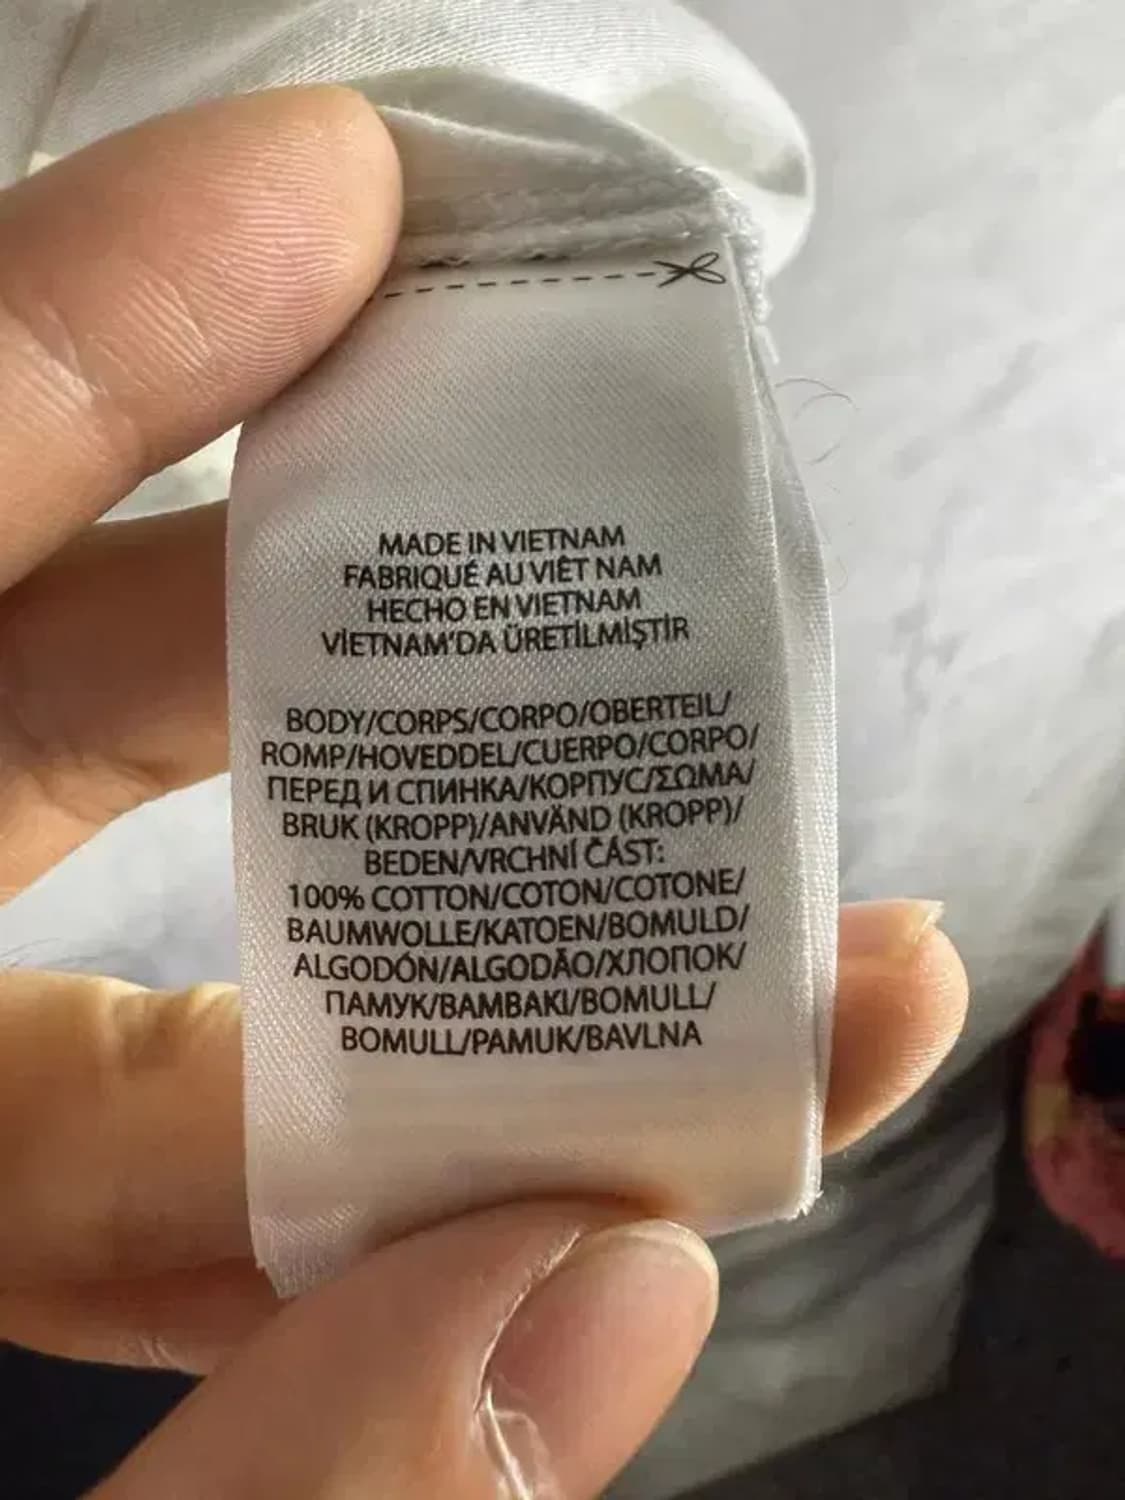 MADE IN VIETNAM
FABRIQUÉ AU VIÊT NAM
HECHO EN VIETNAM
VİETNAM'DA ÜRETİLMİŞTİR
BODY/CORPS/CORPO/OBERTEIL/
ROMP/HOVEDDEL/CUERPO/CORPO/
ПЕРЕД И СПИНКА/КОРПУС/ΣΩΜΑ/
BRUK (KROPP)/ANVÄND (KROPP)/
BEDEN/VRCHNÍ ČÁST:
100% COTTON/COTON/COTONE/
BAUMWOLLE/KATOEN/BOMULD/
ALGODÓN/ALGODÃO/ХЛОПОК/
ПАМУК/ΒΑΜΒΑΚΙ/BOMULL/
BOMULL/PAMUK/BAVLNA